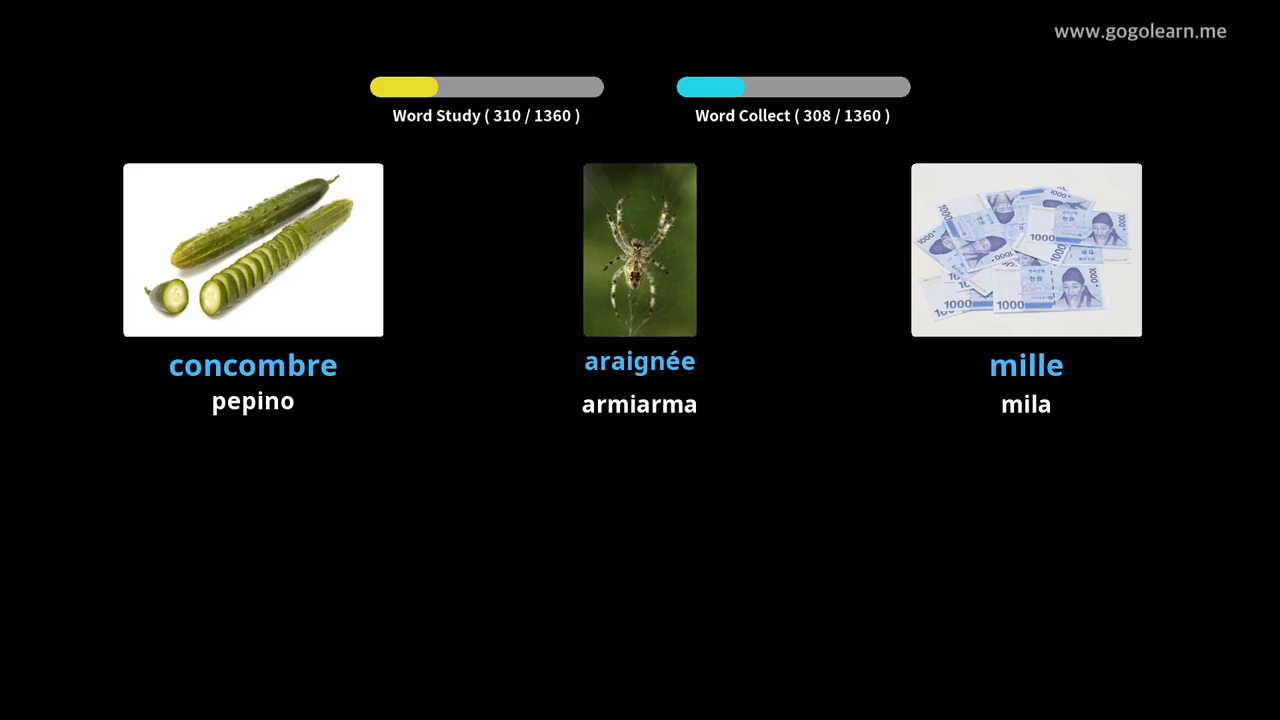 www.gogolearn.me
Word Study ( 310 / 1360 )
Word Collect ( 308 / 1360 )
concombre
pepino
araignée
armiarma
mille
mila